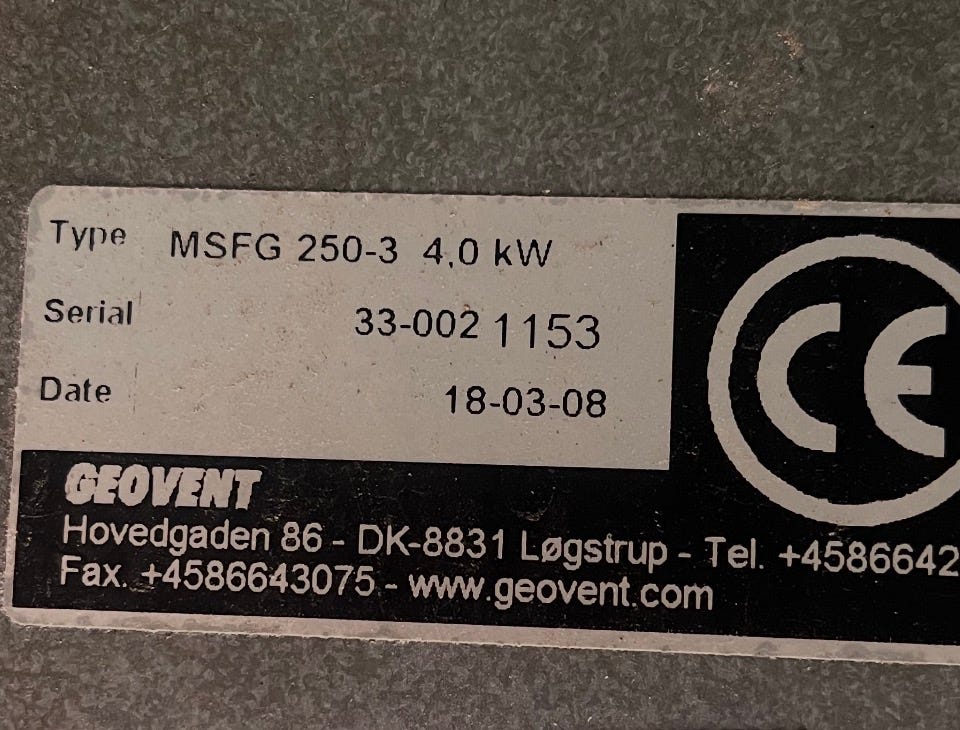 Type MSFG 250-3 4,0 kW
Serial 33-002 1153
Date 18-03-08
CE
GEOVENT
Hovedgaden 86 - DK-8831 Løgstrup - Tel. +4586642
Fax. +4586643075 - www.geovent.com